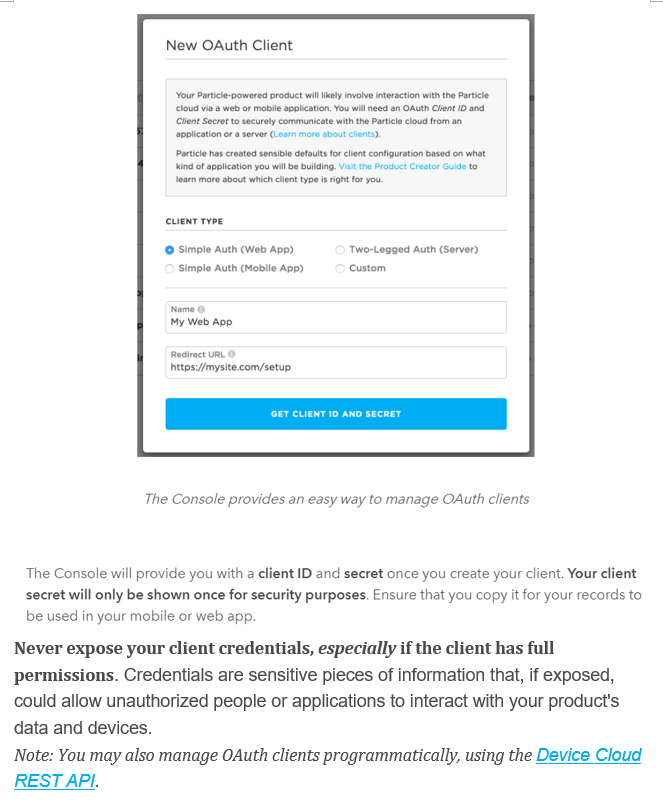 New OAuth Client
Your Particle-powered product will likely involve interaction with the Particle
cloud via a web or mobile application. You will need an OAuth Client ID and
Client Secret to securely communicate with the Particle cloud from an
application or a server (Learn more about clients).
Particle has created sensible defaults for client configuration based on what
kind of application you will be building. Visit the Product Creator Guide to
learn more about which client type is right for you.
CLIENT TYPE
Simple Auth (Web App)
Two-Legged Auth (Server)
Simple Auth (Mobile App)
Custom
Name
My Web App
Redirect URL
https://mysite.com/setup
GET CLIENT ID AND SECRET
The Console provides an easy way to manage OAuth clients
The Console will provide you with a client ID and secret once you create your client. Your client
secret will only be shown once for security purposes. Ensure that you copy it for your records to
be used in your mobile or web app.
Never expose your client credentials, especially if the client has full
permissions. Credentials are sensitive pieces of information that, if exposed,
could allow unauthorized people or applications to interact with your product's
data and devices.
Note: You may also manage OAuth clients programmatically, using the Device Cloud
REST API.